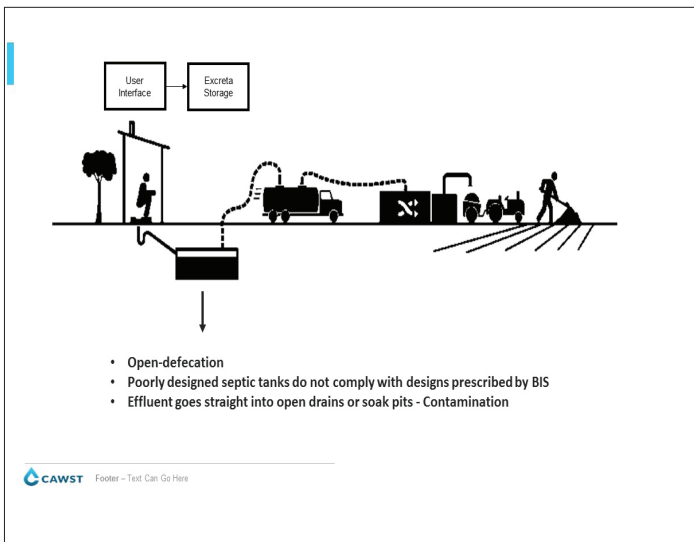 User
Interface
Excreta
Storage
• Open-defecation
• Poorly designed septic tanks do not comply with designs prescribed by BIS
• Effluent goes straight into open drains or soak pits - Contamination
CAWST Footer – Text Can Go Here